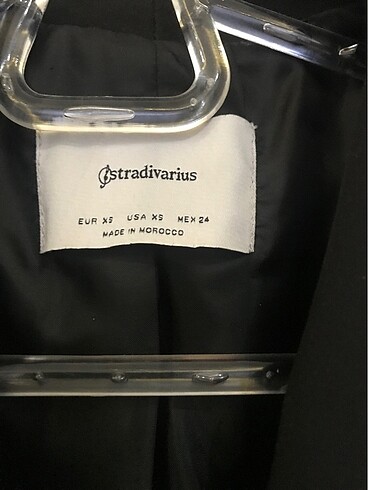 stradivarius
EUR XS USA XS MEX 24
MADE IN MOROCCO